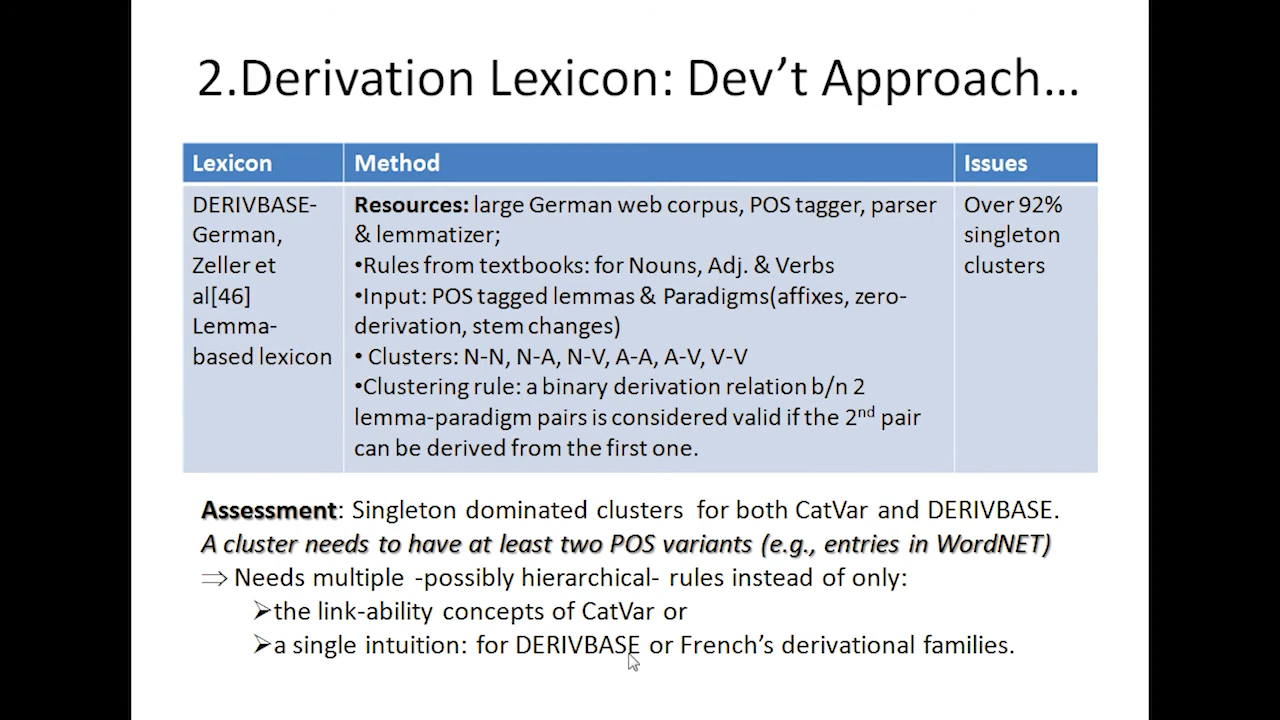 2.Derivation Lexicon: Dev’t Approach…
Lexicon
Method
Issues
DERIVBASE-
German,
Zeller et
al[46]
Lemma-
based lexicon
Resources: large German web corpus, POS tagger, parser
& lemmatizer;
•Rules from textbooks: for Nouns, Adj. & Verbs
•Input: POS tagged lemmas & Paradigms(affixes, zero-
derivation, stem changes)
• Clusters: N-N, N-A, N-V, A-A, A-V, V-V
•Clustering rule: a binary derivation relation b/n 2
lemma-paradigm pairs is considered valid if the 2nd pair
can be derived from the first one.
Over 92%
singleton
clusters
Assessment: Singleton dominated clusters for both CatVar and DERIVBASE.
A cluster needs to have at least two POS variants (e.g., entries in WordNET)
⇒ Needs multiple -possibly hierarchical- rules instead of only:
➢the link-ability concepts of CatVar or
➢a single intuition: for DERIVBASE or French’s derivational families.